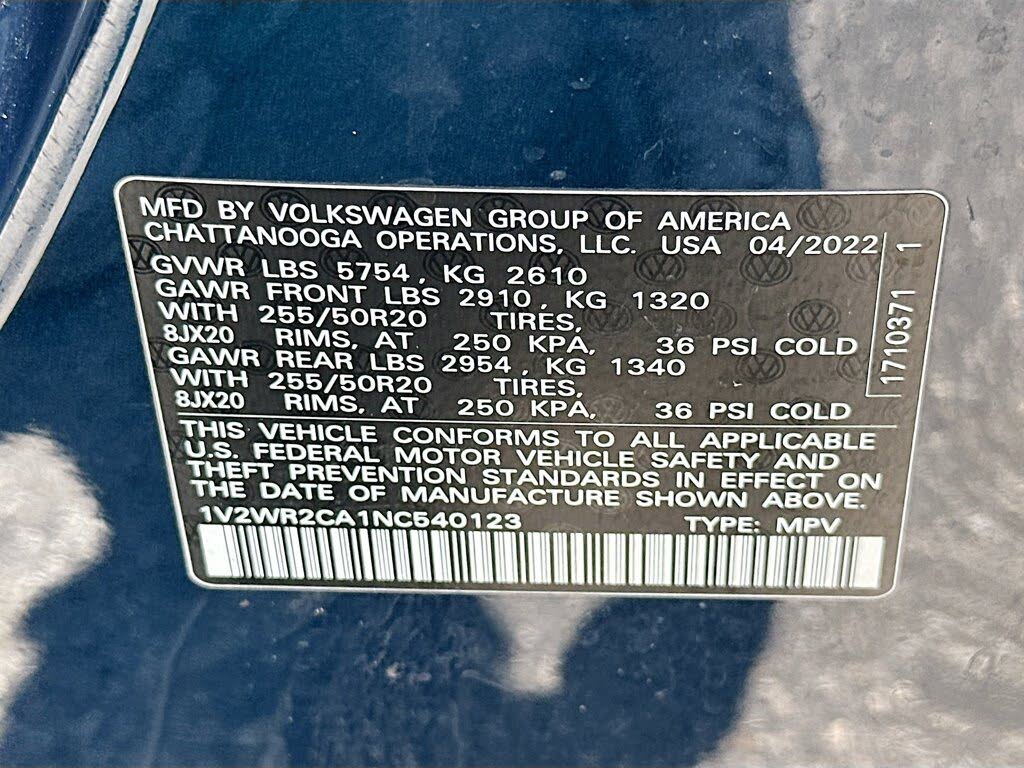 MFD BY VOLKSWAGEN GROUP OF AMERICA
CHATTANOOGA OPERATIONS, LLC. USA 04/2022
GVWR LBS 5754, KG 2610
GAWR FRONT LBS 2910, KG 1320
WITH 255/50R20 TIRES,
8JX20 RIMS, AT 250 KPA, 36 PSI COLD
GAWR REAR LBS 2954, KG 1340
WITH 255/50R20 TIRES,
8JX20 RIMS, AT 250 KPA, 36 PSI COLD
1710371 1
THIS VEHICLE CONFORMS TO ALL APPLICABLE
U.S. FEDERAL MOTOR VEHICLE SAFETY AND
THEFT PREVENTION STANDARDS IN EFFECT ON
THE DATE OF MANUFACTURE SHOWN ABOVE.
1V2WR2CA1NC540123 TYPE: MPV